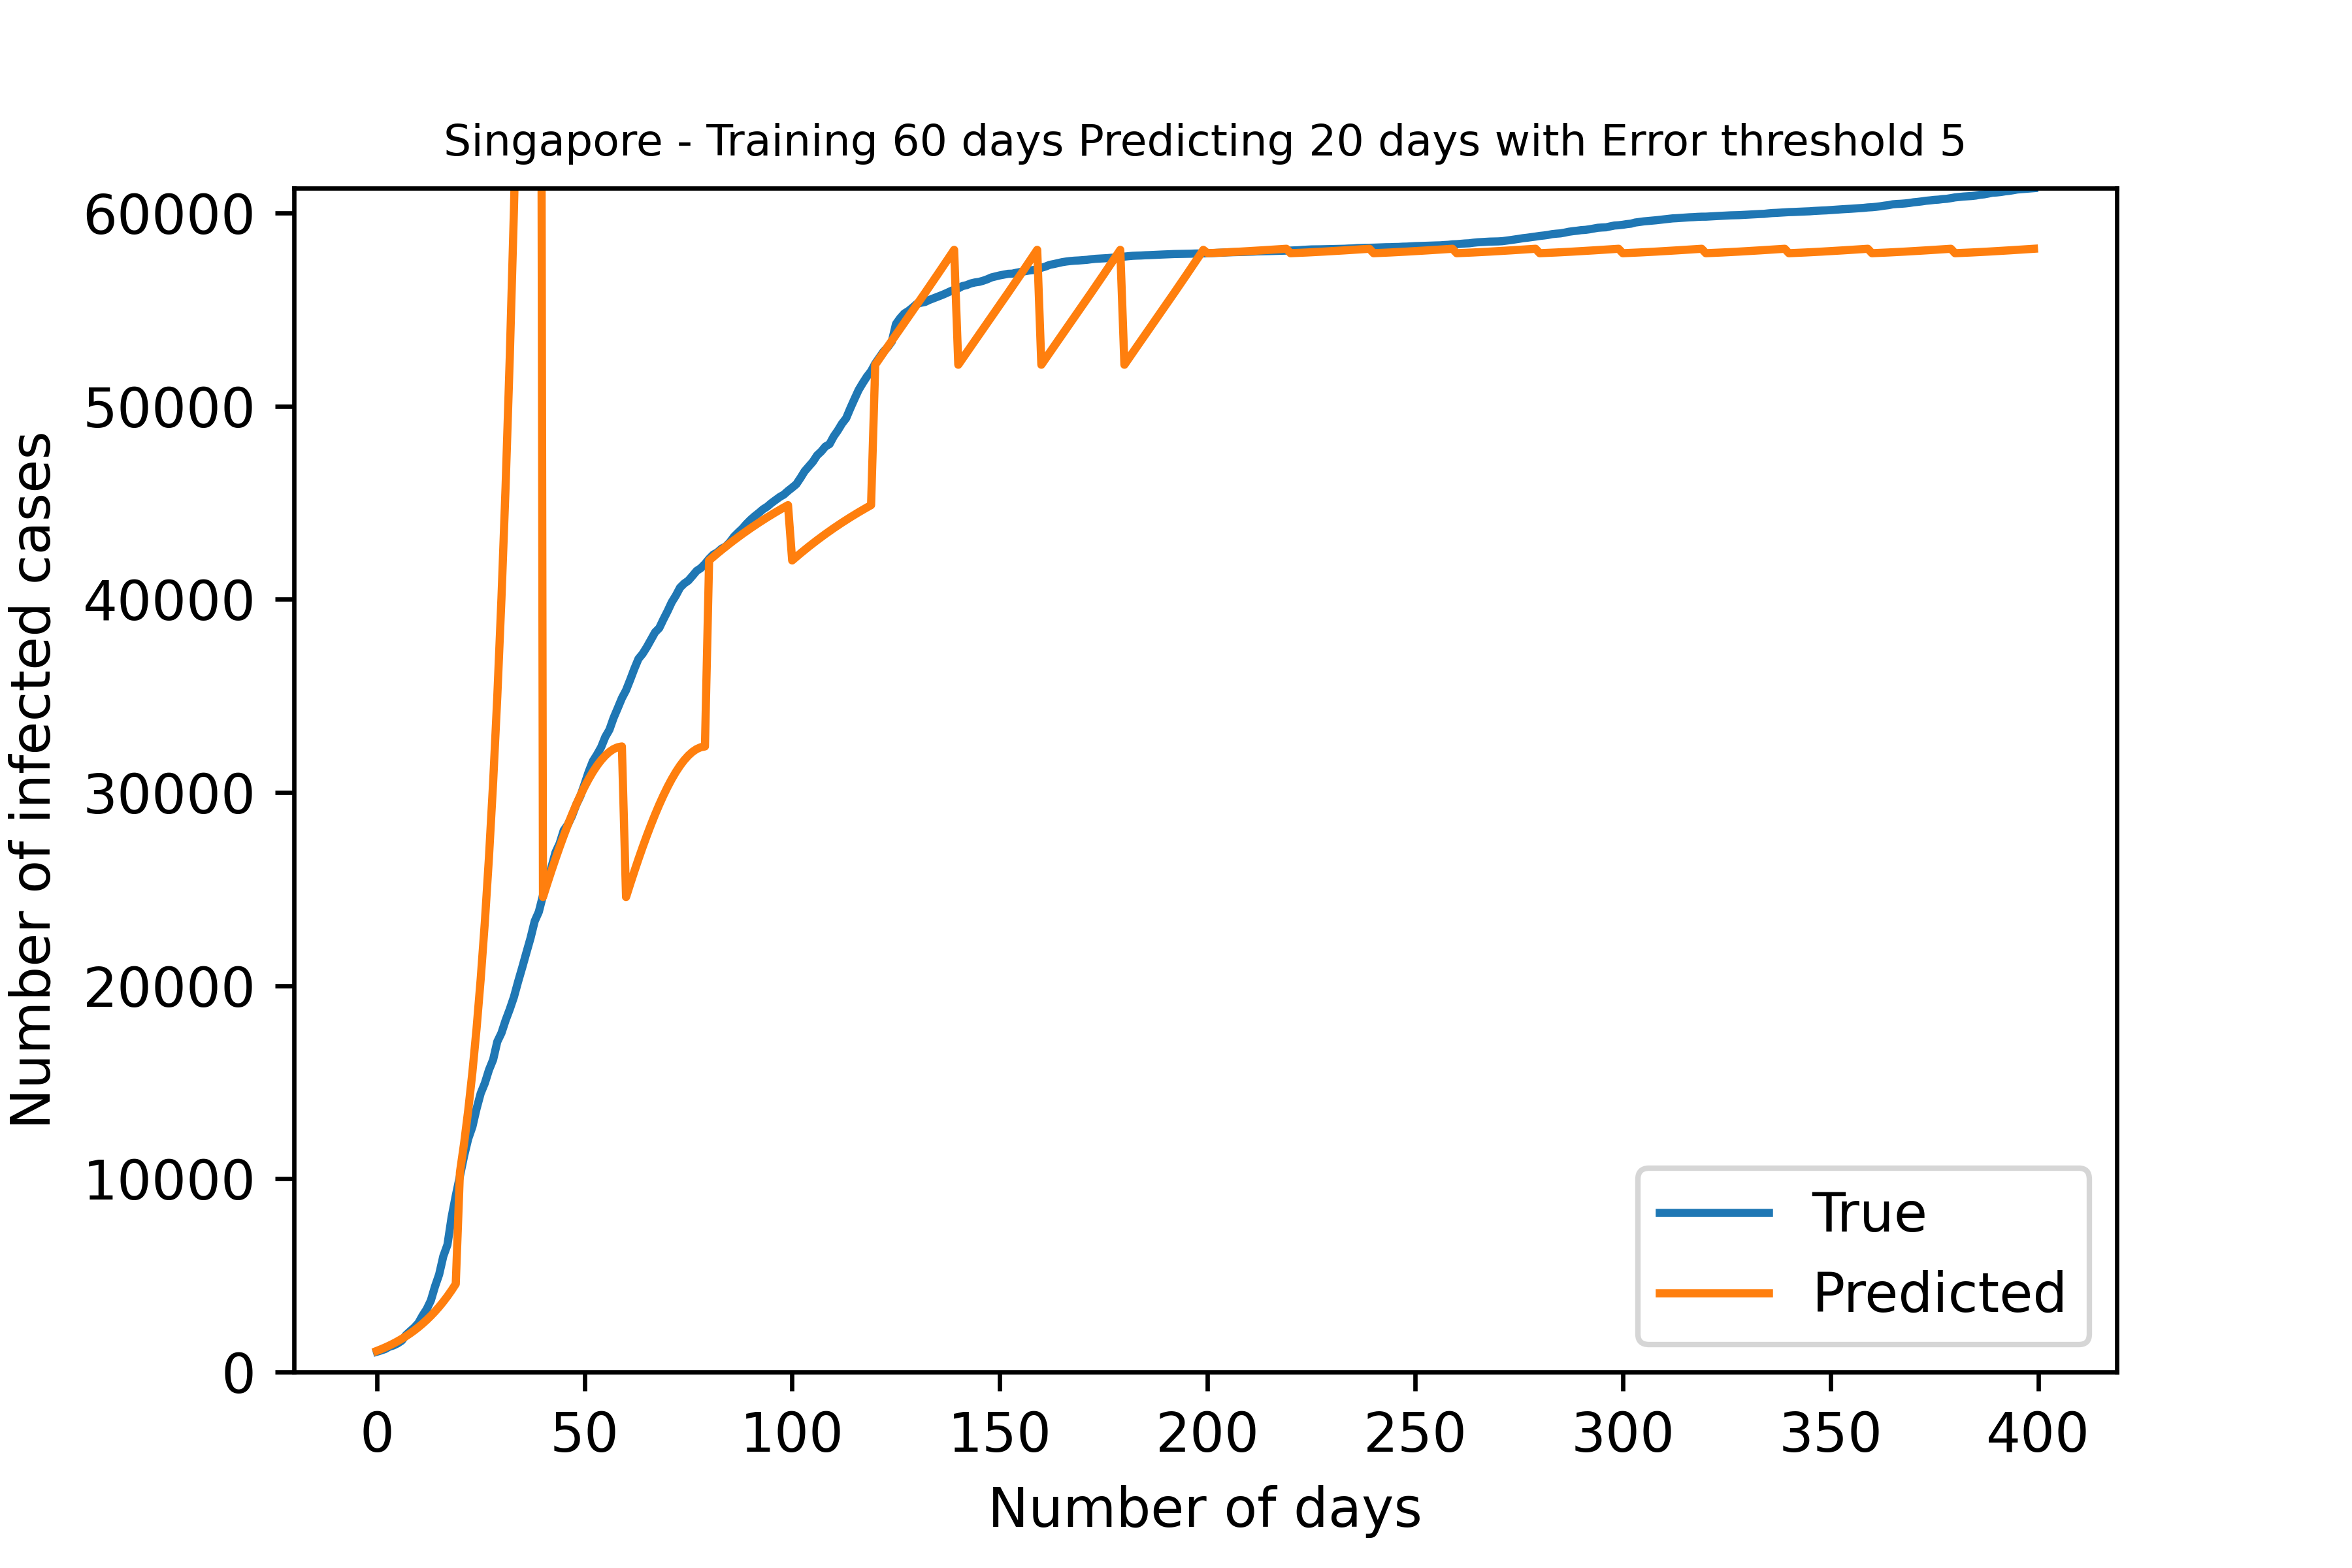 Singapore - Training 60 days Predicting 20 days with Error threshold 5
60000
50000
40000
30000
20000
10000
0
Number of infected cases
True
Predicted
0 50 100 150 200 250 300 350 400
Number of days